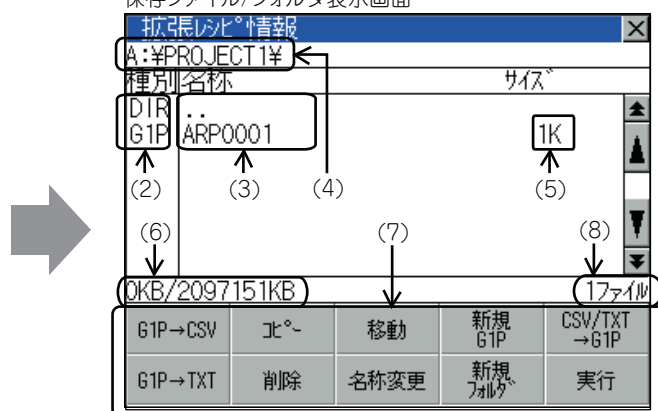 保存ファイル/フォルダ表示画面
拡張ﾚｼﾋﾟ情報
A:¥PROJECT1¥
種別 名称 ｻｲｽﾞ
DIR ..
G1P ARP0001 1K
(2) (3) (4) (5)
(6) (7) (8)
0KB/2097151KB 1ﾌｧｲﾙ
G1P→CSV ｺﾋﾟｰ 移動 新規G1P CSV/TXT→G1P
G1P→TXT 削除 名称変更 新規ﾌｫﾙﾀﾞ 実行